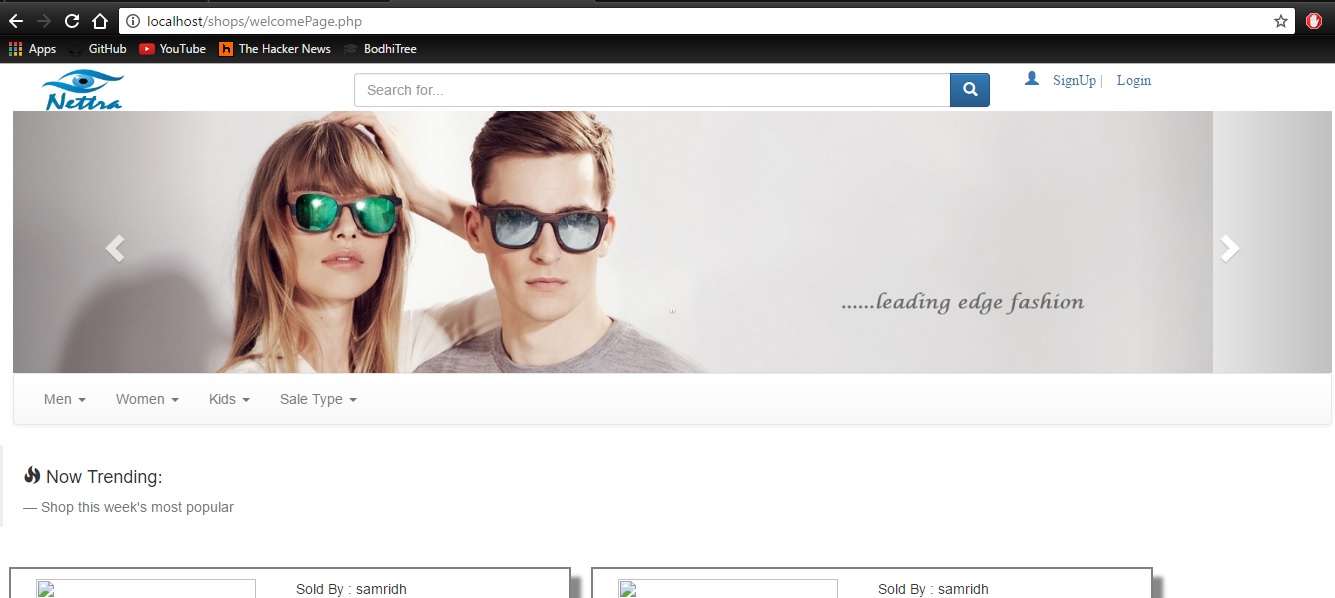 localhost/shops/welcomePage.php
Apps GitHub YouTube The Hacker News BodhiTree
Nettra
Search for...
SignUp | Login
......leading edge fashion
Men Women Kids Sale Type
Now Trending:
— Shop this week's most popular
Sold By : samridh
Sold By : samridh